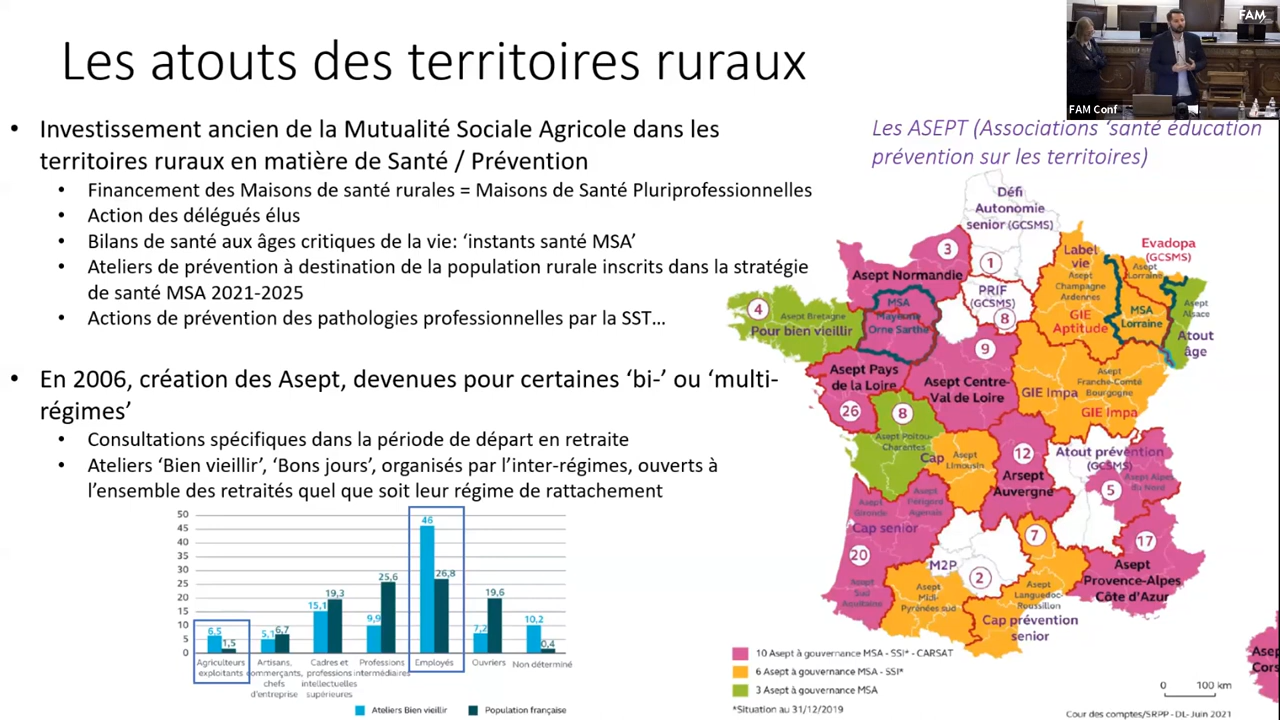 Les atouts des territoires ruraux
FAM
FAM Conf
• Investissement ancien de la Mutualité Sociale Agricole dans les
territoires ruraux en matière de Santé / Prévention
• Financement des Maisons de santé rurales = Maisons de Santé Pluriprofessionnelles
• Action des délégués élus
• Bilans de santé aux âges critiques de la vie: ‘instants santé MSA’
• Ateliers de prévention à destination de la population rurale inscrits dans la stratégie
de santé MSA 2021-2025
• Actions de prévention des pathologies professionnelles par la SST…
• En 2006, création des Asept, devenues pour certaines ‘bi-’ ou ‘multi-
régimes’
• Consultations spécifiques dans la période de départ en retraite
• Ateliers ‘Bien vieillir’, ‘Bons jours’, organisés par l’inter-régimes, ouverts à
l’ensemble des retraités quel que soit leur régime de rattachement
50
45
40
35
30
25
20
15
10
5
0
6,5
1,5
5,1
6,7
15,1
19,3
9,9
25,6
46
26,8
7,2
19,6
10,2
0,4
Agriculteurs
exploitants
Artisans,
commerçants,
chefs
d'entreprise
Cadres et
professions
intellectuelles
supérieures
Professions
intermédiaires
Employés
Ouvriers
Non déterminé
Ateliers Bien vieillir
Population française
Les ASEPT (Associations ‘santé éducation
prévention sur les territoires)
Défi
Autonomie
senior (GCSMS)
1
3
Asept Normandie
PRIF
(GCSMS)
8
Label
vie
Asept
Champagne
Ardennes
GIE
Aptitude
Evadopa
(GCSMS)
Asept
Lorraine
MSA
Lorraine
Asept
Alsace
Atout
âge
4
Asept Bretagne
Pour bien vieillir
MSA
Mayenne
Orne Sarthe
Asept Pays
de la Loire
26
9
Asept Centre-
Val de Loire
GIE Impa
Asept
Franche-Comté
Bourgogne
GIE Impa
8
Asept Poitou-
Charentes
Cap
Asept
Limousin
12
Arsept
Auvergne
Atout prévention
(GCSMS)
5
Asept Alpes
du Nord
Asept
Gironde
Asept
Périgord
Agenais
Cap senior
20
Asept
Sud
Aquitaine
M2P
2
7
Asept
Midi-
Pyrénées sud
Asept
Languedoc-
Roussillon
Cap prévention
senior
17
Asept
Provence-Alpes
Côte d'Azur
10 Asept à gouvernance MSA - SSI* - CARSAT
6 Asept à gouvernance MSA - SSI*
3 Asept à gouvernance MSA
*Situation au 31/12/2019
0 100 km
Cour des comptes/SRPP - DL- Juin 2021